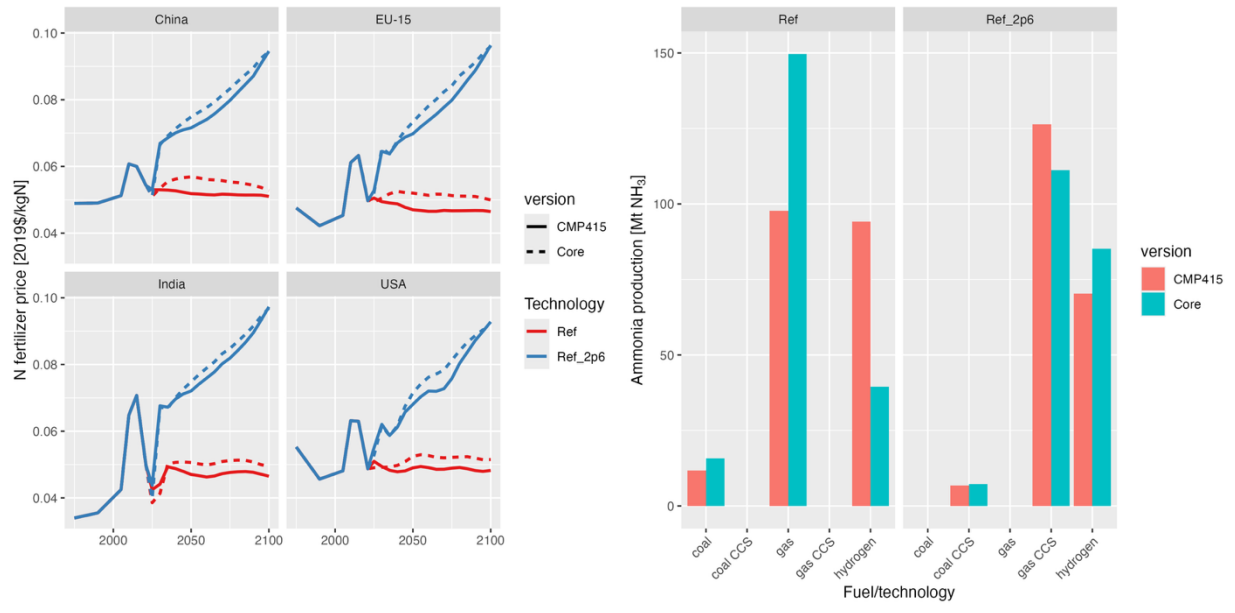 China
EU-15
0.10
0.08
0.06
0.04
India
USA
0.10
0.08
0.06
0.04
2000
2050
2100
2000
2050
2100
N fertilizer price [2019$/kgN]
version
CMP415
Core
Technology
Ref
Ref_2p6
Ref
Ref_2p6
150
100
50
0
Ammonia production [Mt NH₃]
coal
coal CCS
gas
gas CCS
hydrogen
coal
coal CCS
gas
gas CCS
hydrogen
Fuel/technology
version
CMP415
Core